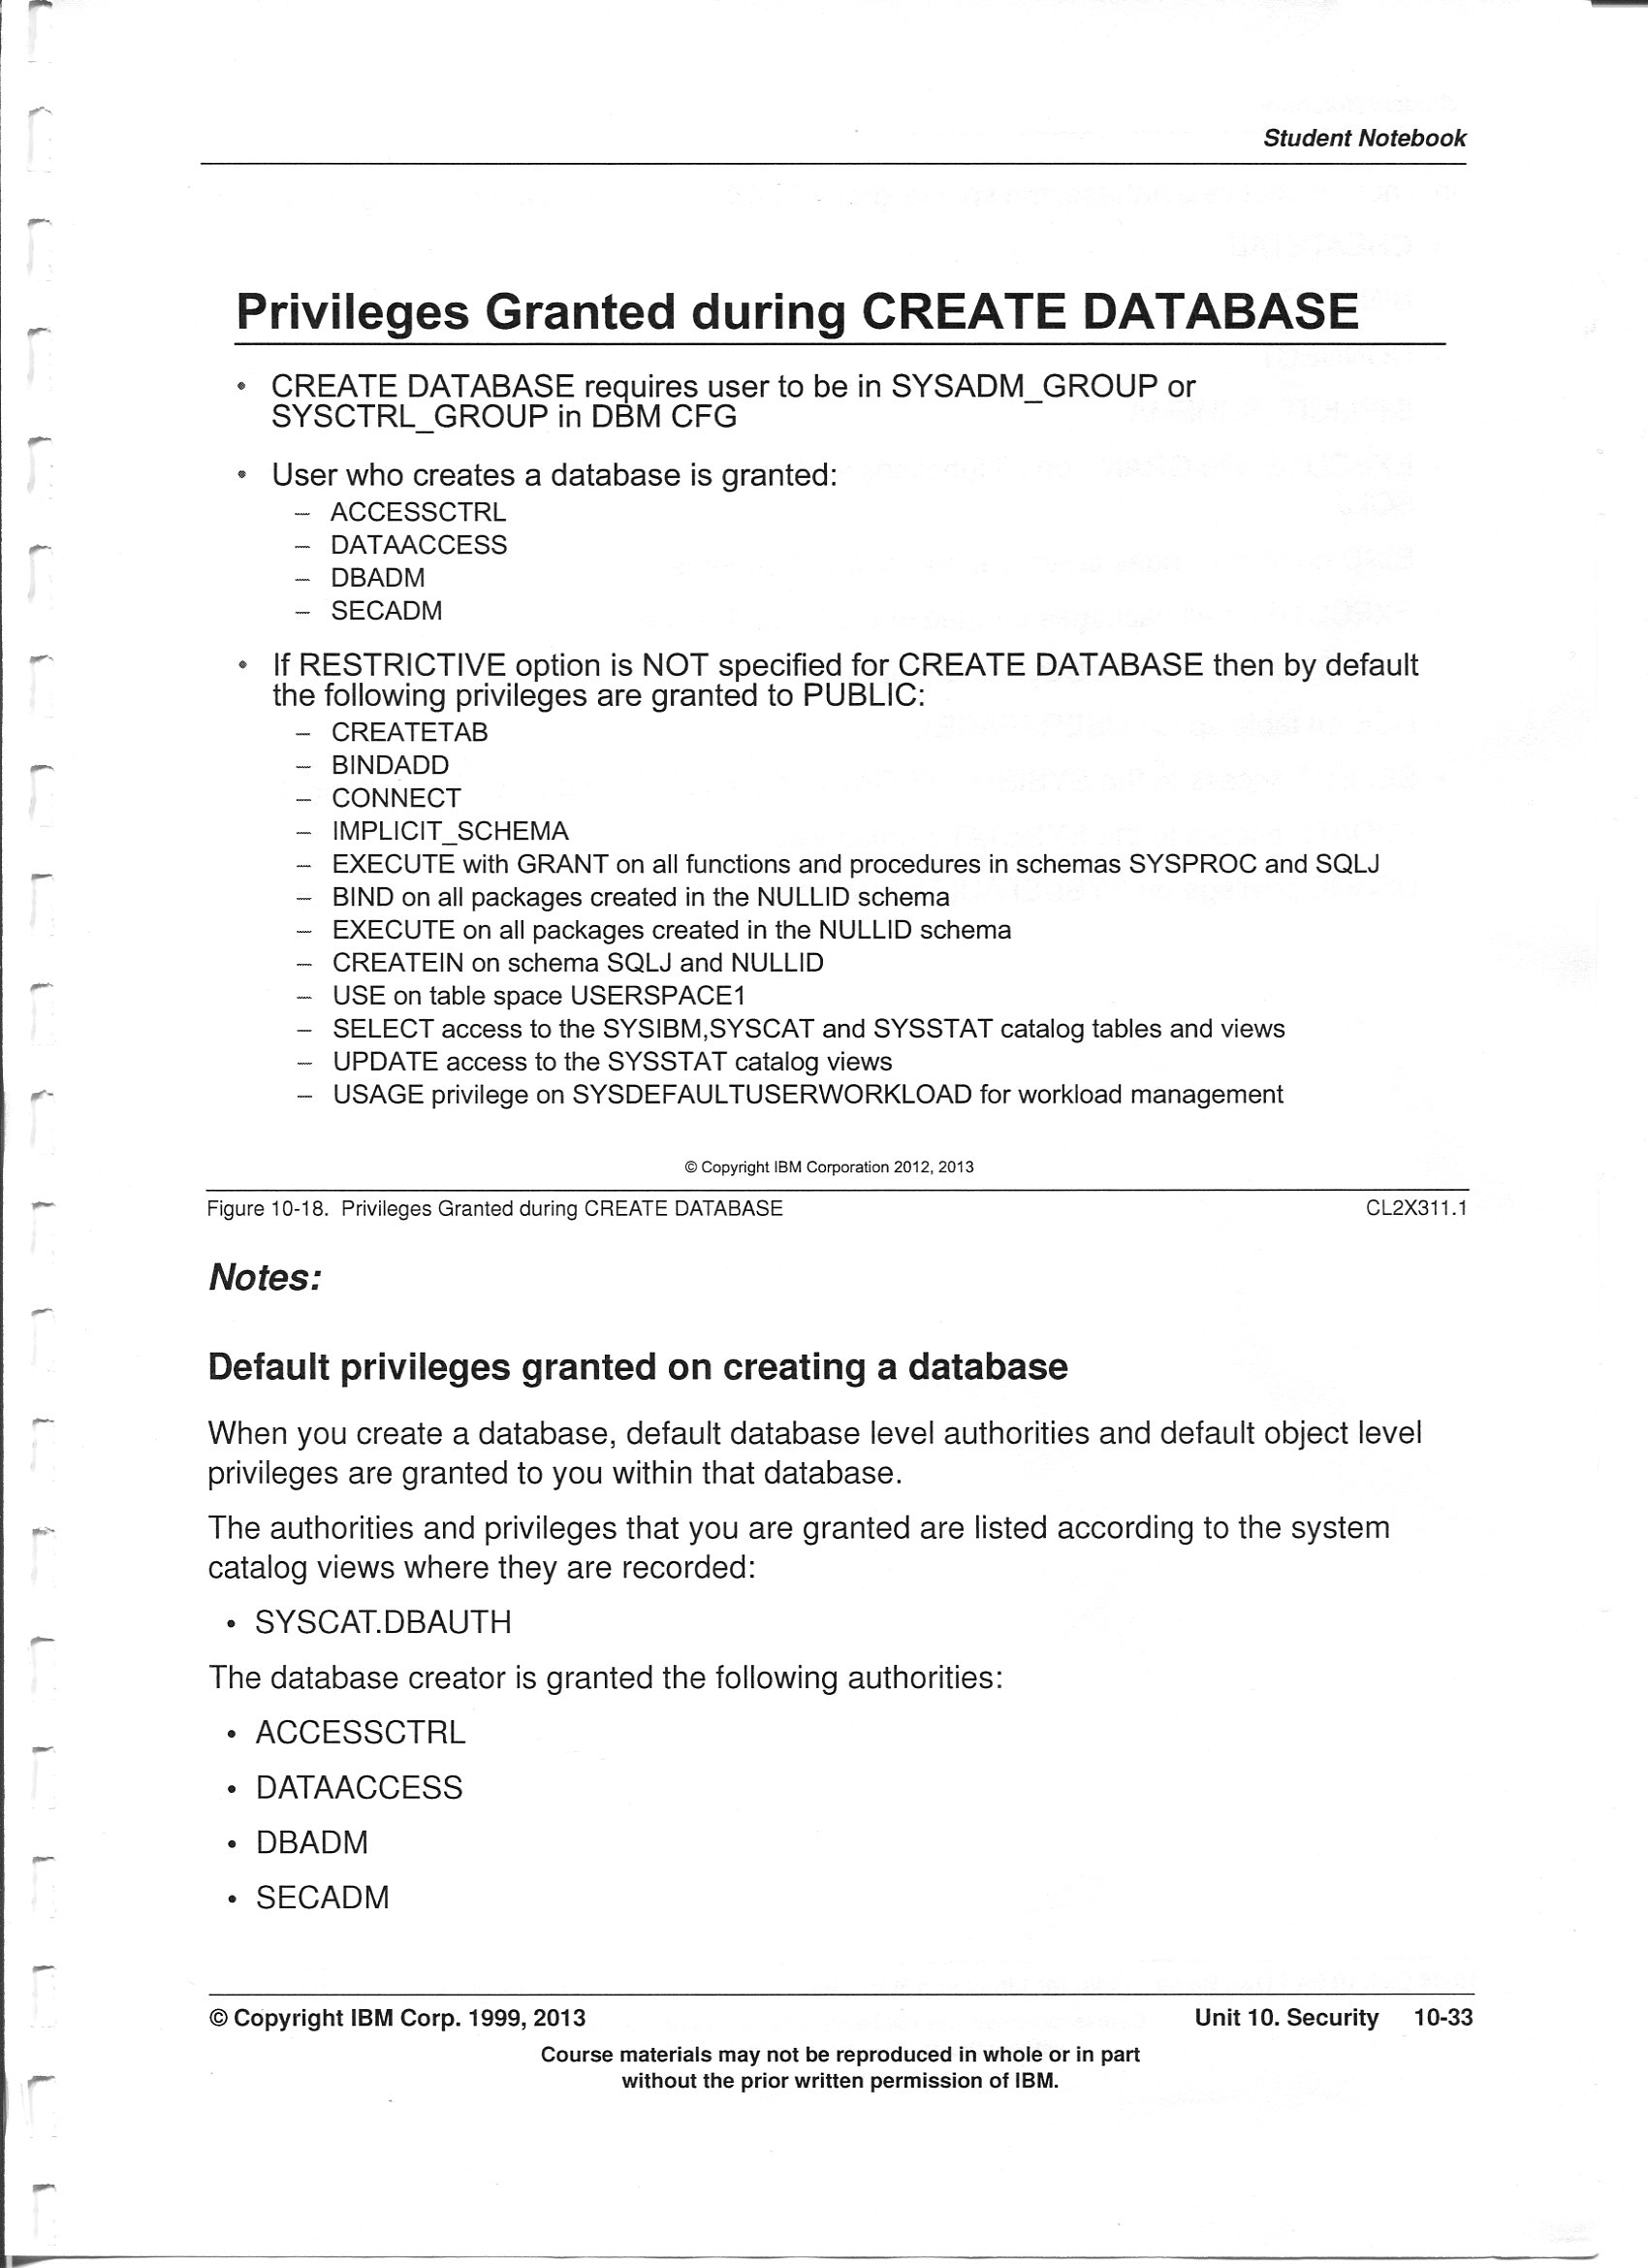 Student Notebook
Privileges Granted during CREATE DATABASE
• CREATE DATABASE requires user to be in SYSADM_GROUP or
SYSCTRL_GROUP in DBM CFG
• User who creates a database is granted:
– ACCESSCTRL
– DATAACCESS
– DBADM
– SECADM
• If RESTRICTIVE option is NOT specified for CREATE DATABASE then by default
the following privileges are granted to PUBLIC:
– CREATETAB
– BINDADD
– CONNECT
– IMPLICIT_SCHEMA
– EXECUTE with GRANT on all functions and procedures in schemas SYSPROC and SQLJ
– BIND on all packages created in the NULLID schema
– EXECUTE on all packages created in the NULLID schema
– CREATEIN on schema SQLJ and NULLID
– USE on table space USERSPACE1
– SELECT access to the SYSIBM,SYSCAT and SYSSTAT catalog tables and views
– UPDATE access to the SYSSTAT catalog views
– USAGE privilege on SYSDEFAULTUSERWORKLOAD for workload management
© Copyright IBM Corporation 2012, 2013
Figure 10-18. Privileges Granted during CREATE DATABASE CL2X311.1
Notes:
Default privileges granted on creating a database
When you create a database, default database level authorities and default object level
privileges are granted to you within that database.
The authorities and privileges that you are granted are listed according to the system
catalog views where they are recorded:
• SYSCAT.DBAUTH
The database creator is granted the following authorities:
• ACCESSCTRL
• DATAACCESS
• DBADM
• SECADM
© Copyright IBM Corp. 1999, 2013 Unit 10. Security 10-33
Course materials may not be reproduced in whole or in part
without the prior written permission of IBM.